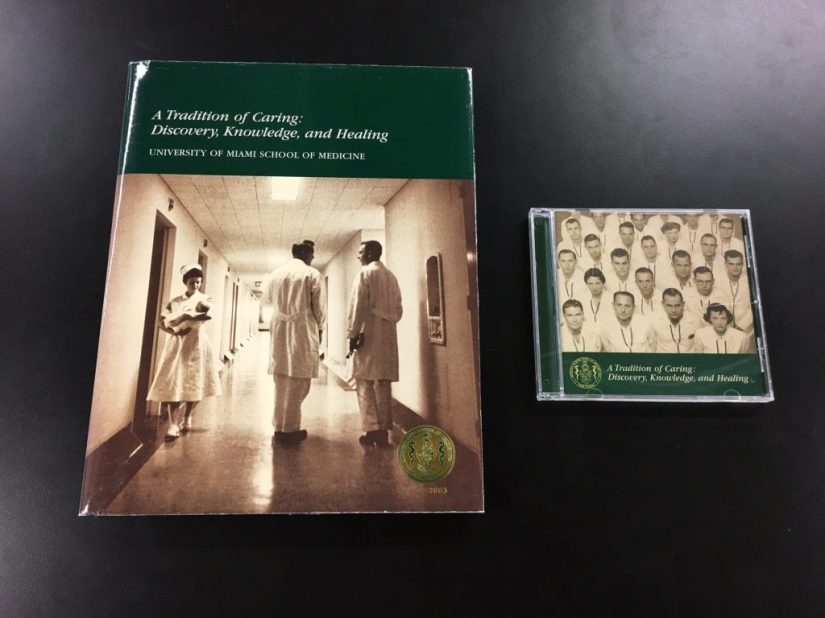 A Tradition of Caring:
Discovery, Knowledge, and Healing
UNIVERSITY OF MIAMI SCHOOL OF MEDICINE
A Tradition of Caring:
Discovery, Knowledge, and Healing